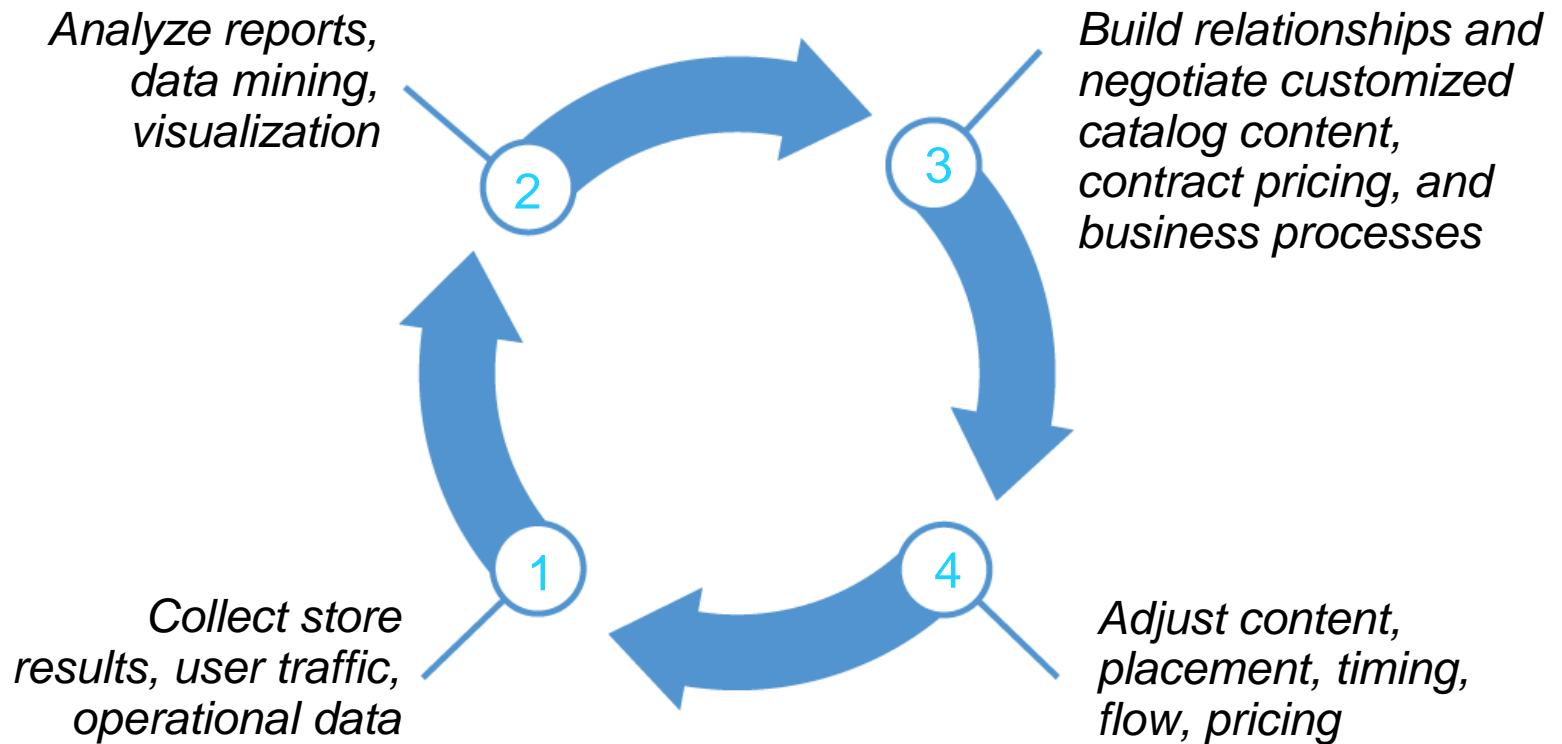 Analyze reports,
data mining,
visualization
2
3
Build relationships and
negotiate customized
catalog content,
contract pricing, and
business processes
1
Collect store
results, user traffic,
operational data
4
Adjust content,
placement, timing,
flow, pricing